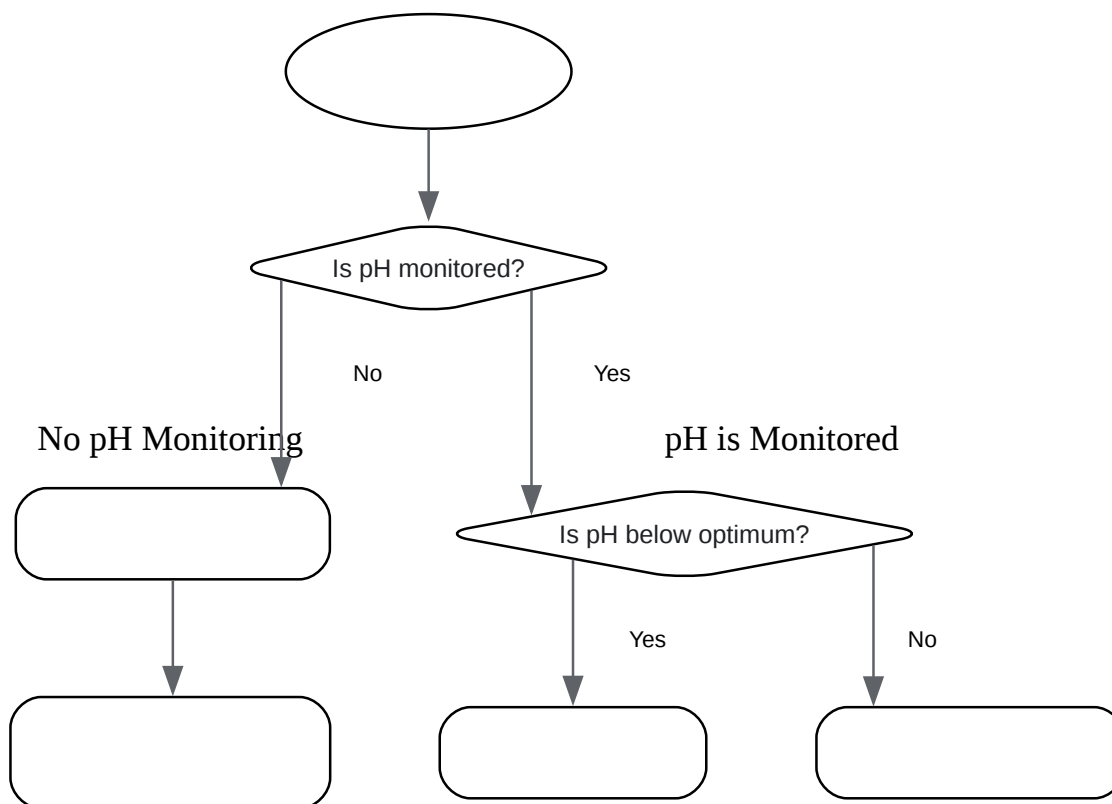 Is pH monitored?
No
Yes
No pH Monitoring
pH is Monitored
Is pH below optimum?
Yes
No